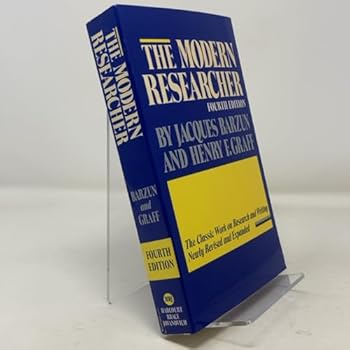 THE MODERN
RESEARCHER
FOURTH EDITION
BY JACQUES BARZUN
AND HENRY F. GRAFF
The Classic Work on Research and Writing
Newly Revised and Expanded
THE MODERN
RESEARCHER
BARZUN
and
GRAFF
FOURTH
EDITION
HBJ
HARCOURT
BRACE
JOVANOVICH